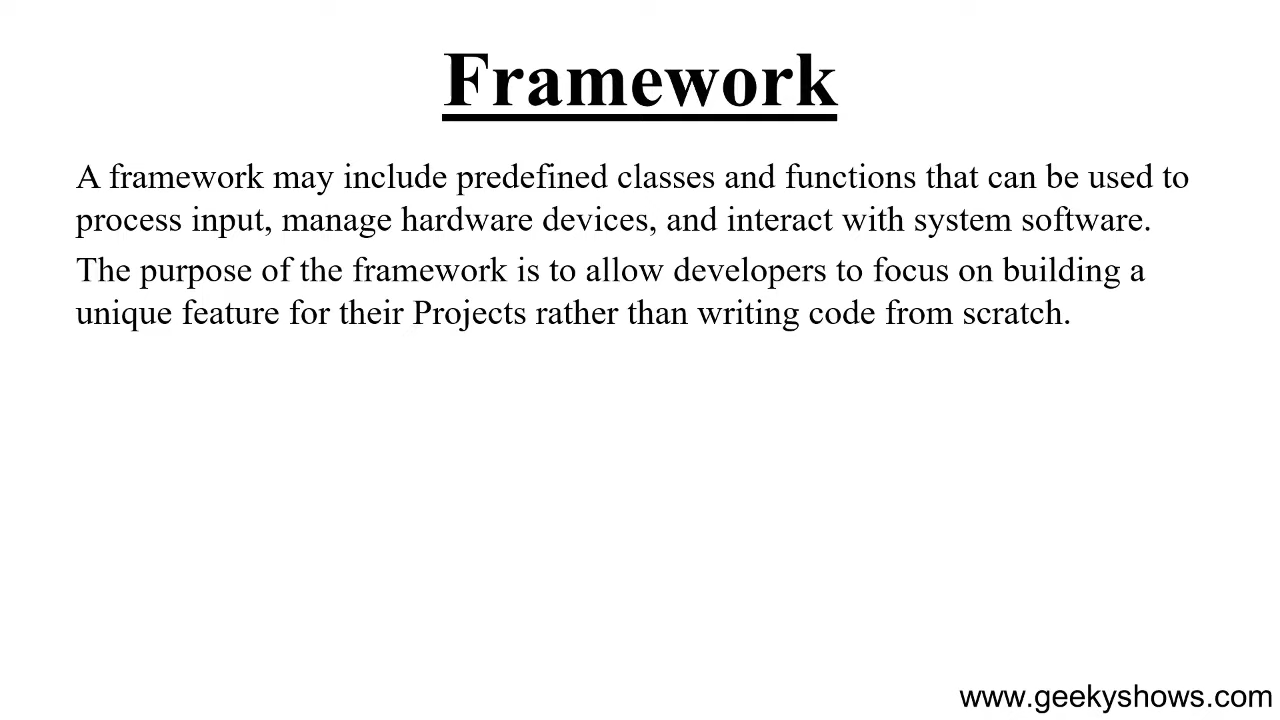 Framework
A framework may include predefined classes and functions that can be used to
process input, manage hardware devices, and interact with system software.
The purpose of the framework is to allow developers to focus on building a
unique feature for their Projects rather than writing code from scratch.
www.geekyshows.com